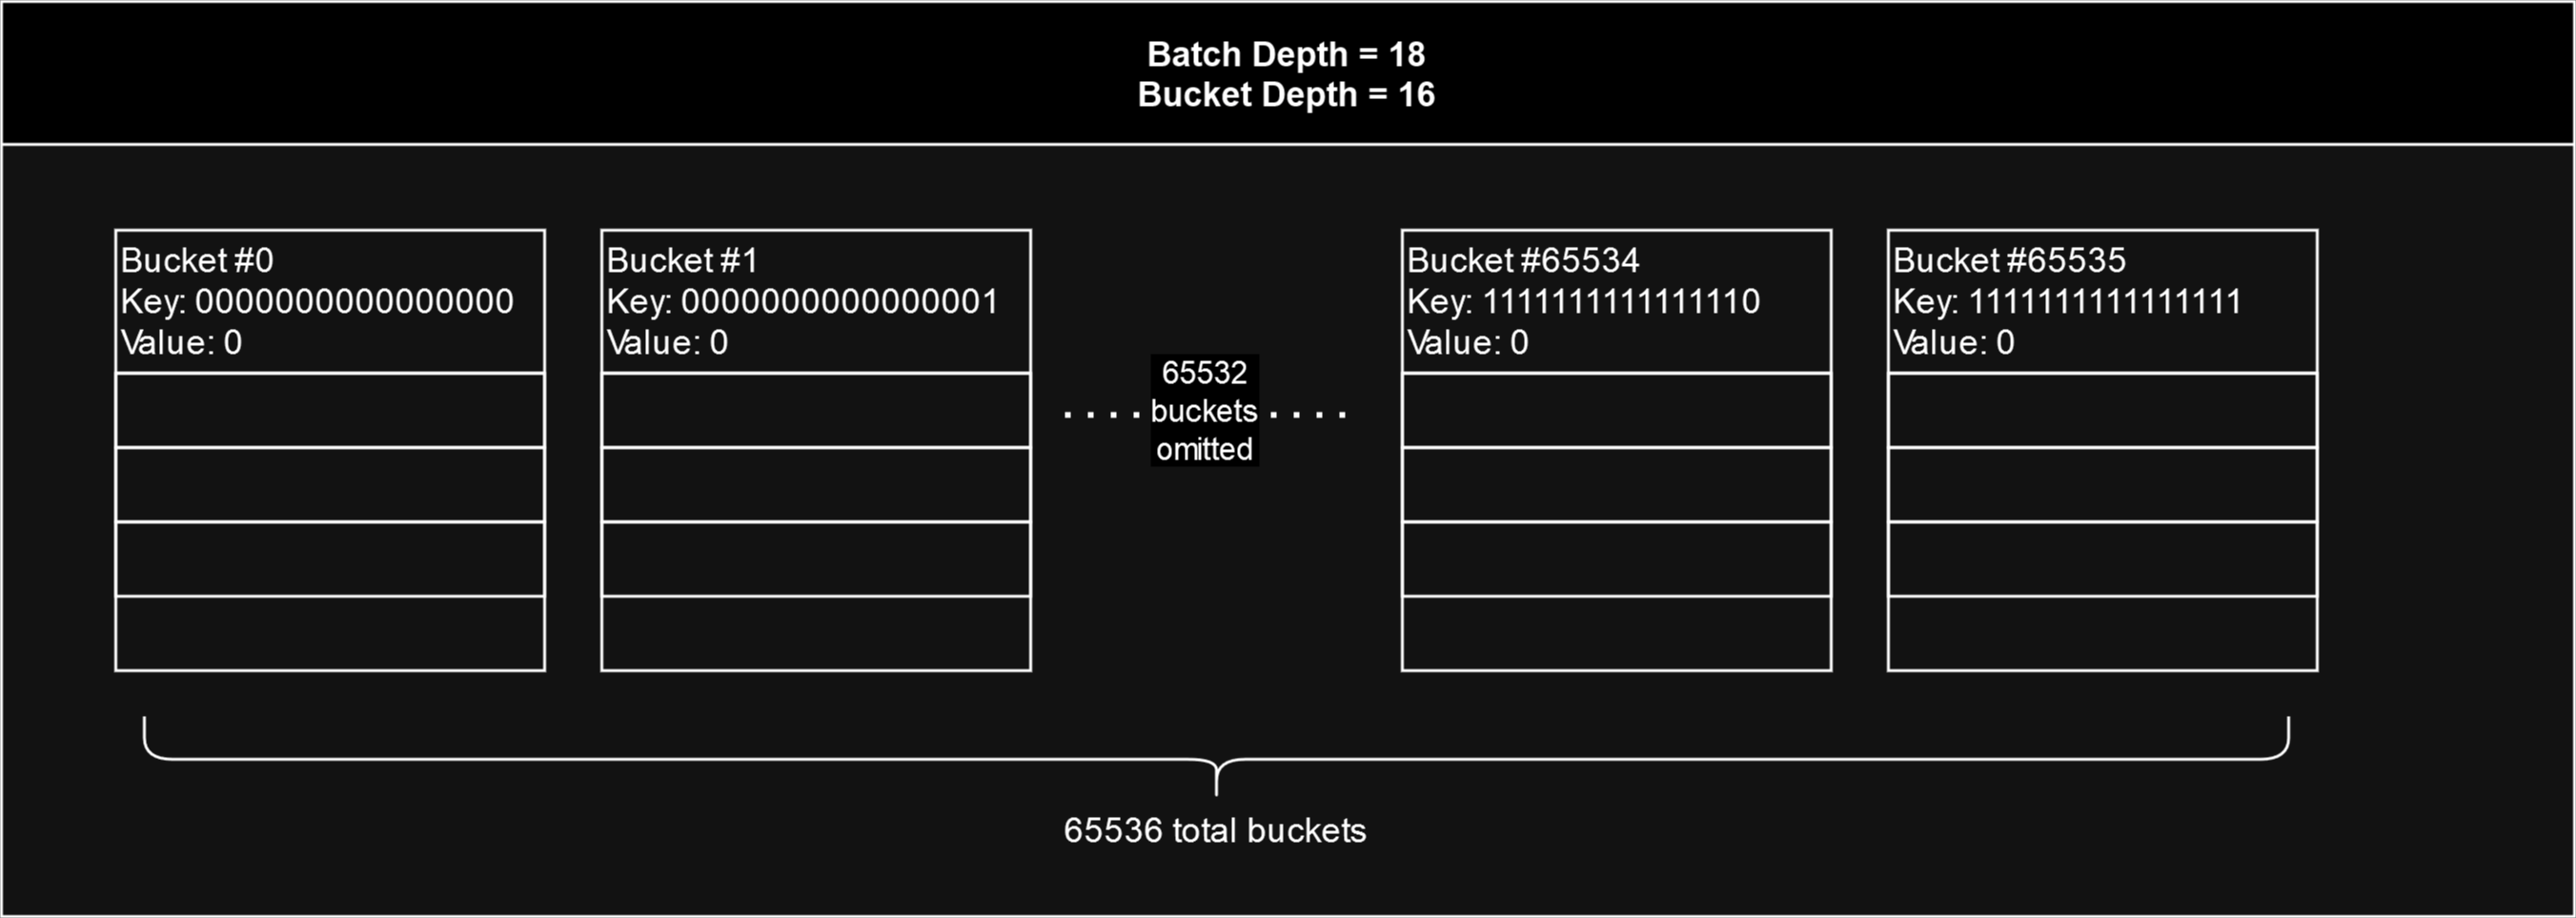 Batch Depth = 18
Bucket Depth = 16
Bucket #0
Key: 0000000000000000
Value: 0
Bucket #1
Key: 0000000000000001
Value: 0
65532
buckets
omitted
Bucket #65534
Key: 1111111111111110
Value: 0
Bucket #65535
Key: 1111111111111111
Value: 0
65536 total buckets